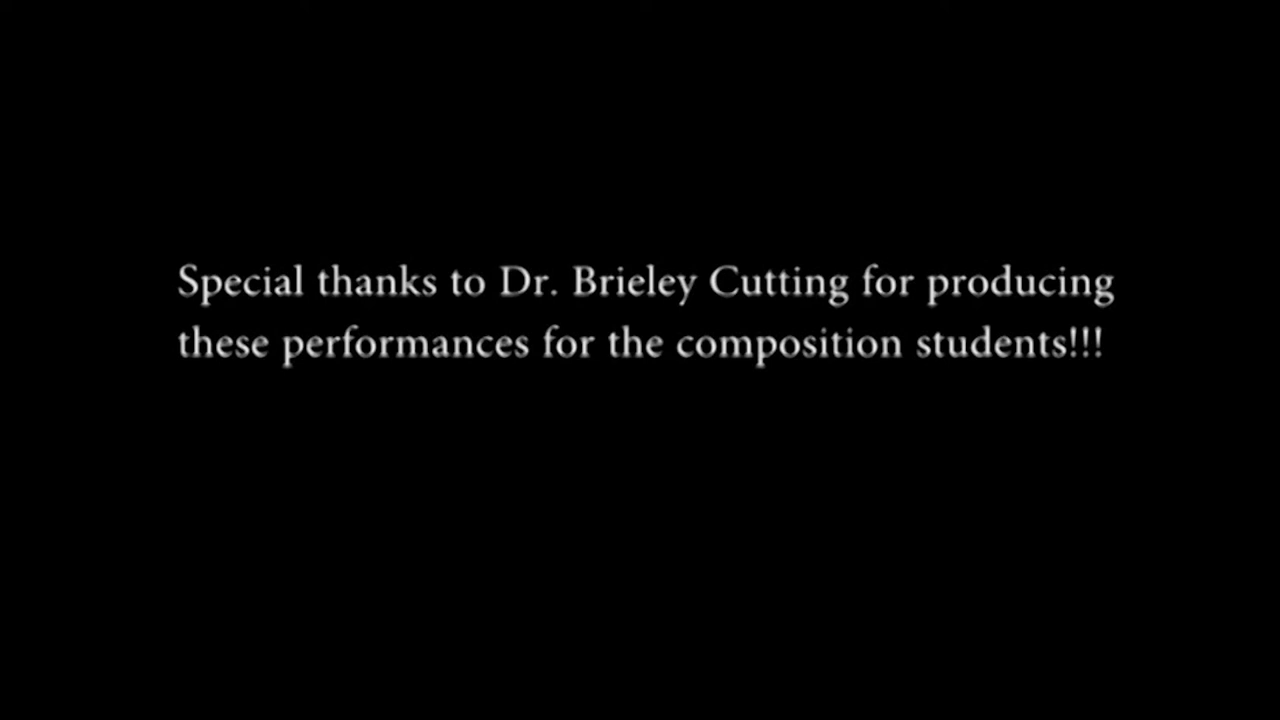 Special thanks to Dr. Brieley Cutting for producing
these performances for the composition students!!!